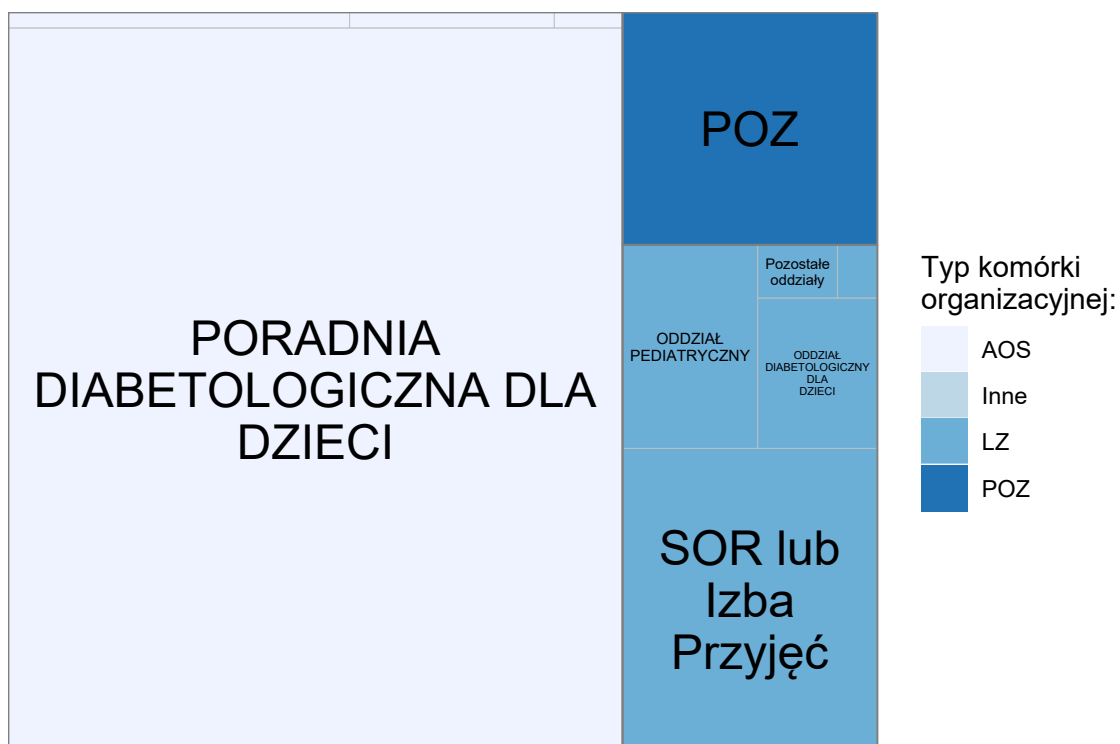 PORADNIA
DIABETOLOGICZNA DLA
DZIECI
POZ
Pozostałe
oddziały
ODDZIAŁ
PEDIATRYCZNY
ODDZIAŁ
DIABETOLOGICZNY
DLA
DZIECI
SOR lub
Izba
Przyjęć
Typ komórki
organizacyjnej:
AOS
Inne
LZ
POZ